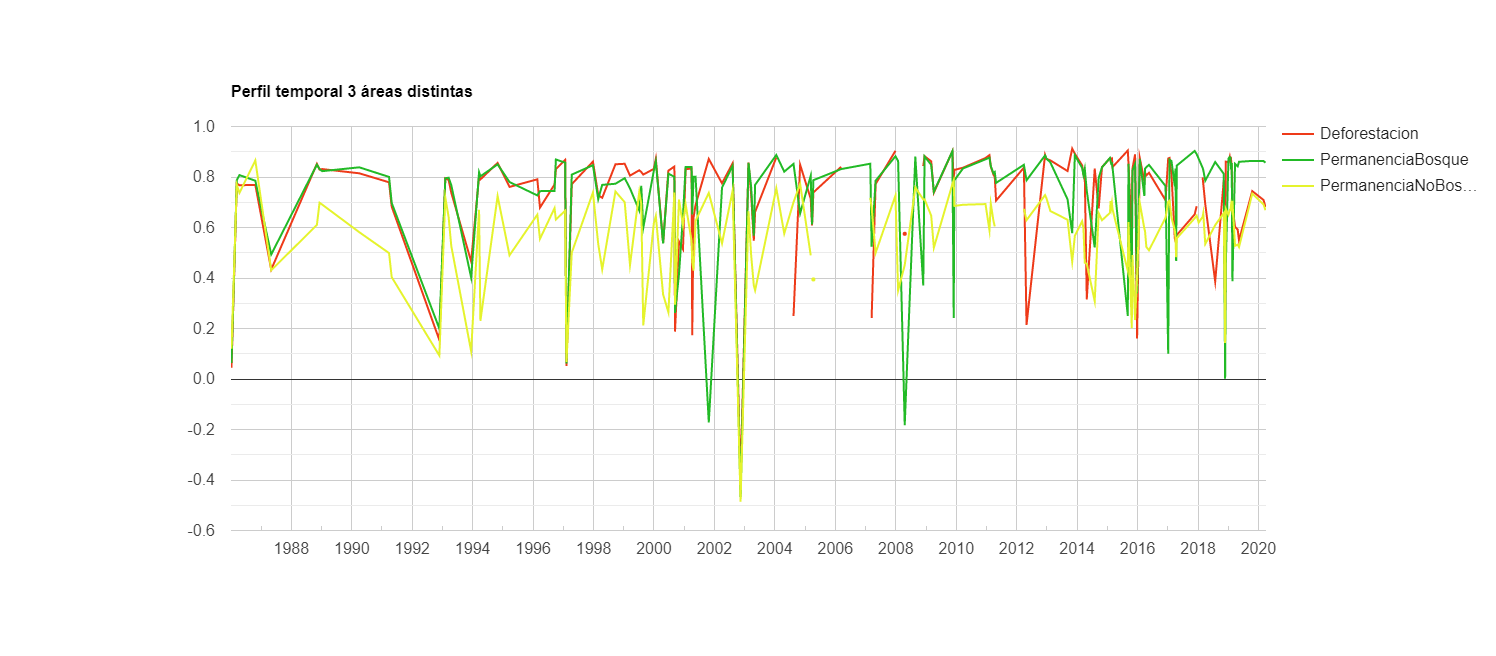 Perfil temporal 3 áreas distintas
1.0
0.8
0.6
0.4
0.2
0.0
-0.2
-0.4
-0.6
1988 1990 1992 1994 1996 1998 2000 2002 2004 2006 2008 2010 2012 2014 2016 2018 2020
Deforestacion
PermanenciaBosque
PermanenciaNoBos…